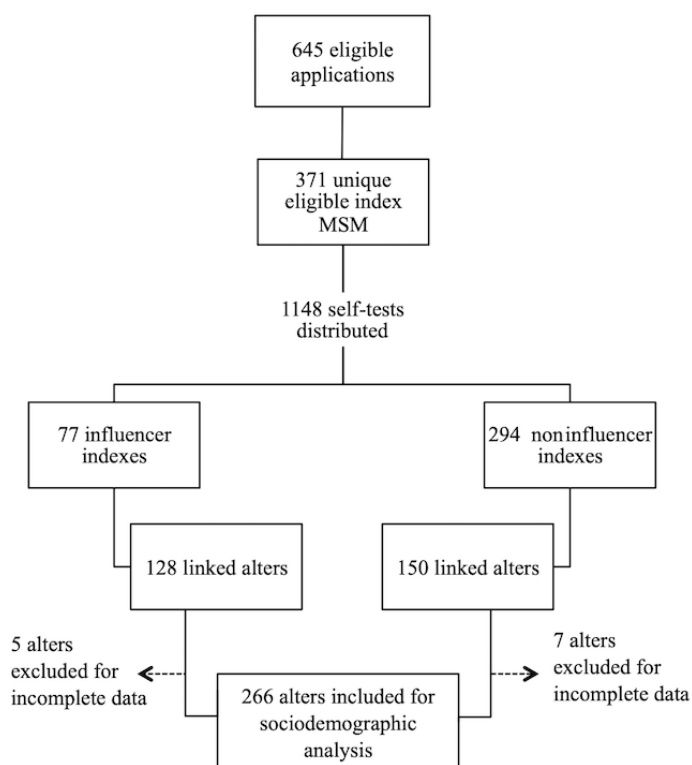 645 eligible
applications
371 unique
eligible index
MSM
1148 self-tests
distributed
77 influencer
indexes
294 noninfluencer
indexes
128 linked alters
150 linked alters
5 alters
excluded for
incomplete data
7 alters
excluded for
incomplete data
266 alters included for
sociodemographic
analysis